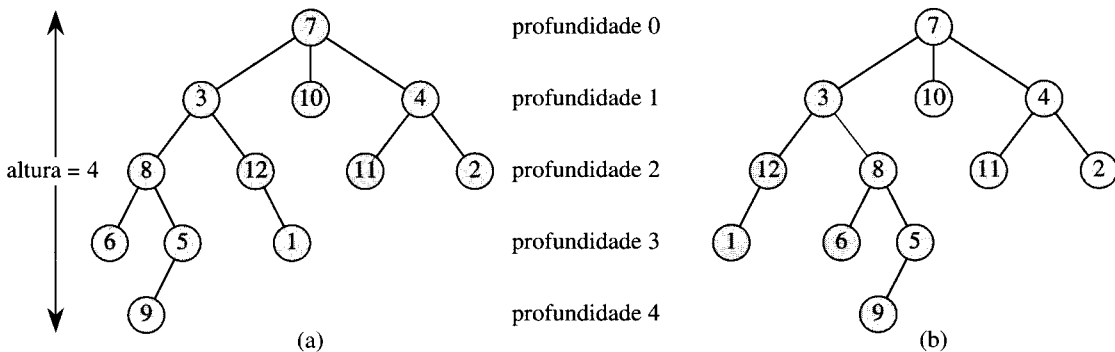 7 profundidade 0 7
3 10 4 profundidade 1 3 10 4
altura = 4 8 12 11 2 profundidade 2 12 8 11 2
6 5 1 profundidade 3 1 6 5
9 profundidade 4 9
(a) (b)